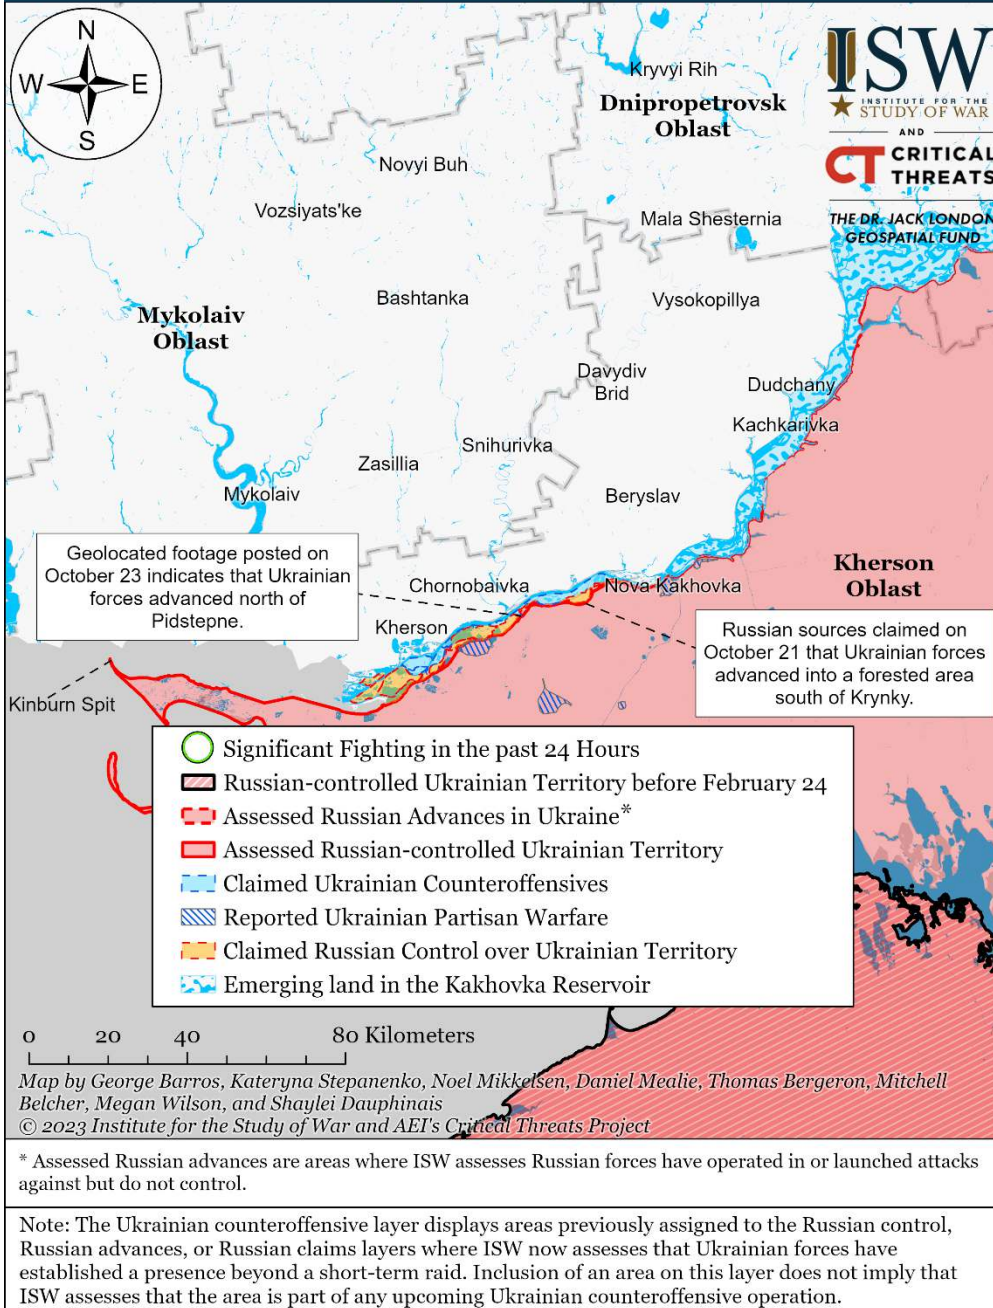 N
W
E
S
Kryvyi Rih
Dnipropetrovsk
Oblast
ISW
INSTITUTE FOR THE
STUDY OF WAR
AND
CT CRITICAL
THREATS
THE DR. JACK LONDON
GEOSPATIAL FUND
Novyi Buh
Vozsiyats'ke
Mala Shesternia
Bashtanka
Vysokopillya
Mykolaiv
Oblast
Davydiv
Brid
Dudchany
Kachkarivka
Snihurivka
Zasillia
Mykolaiv
Beryslav
Geolocated footage posted on
October 23 indicates that Ukrainian
forces advanced north of
Pidstepne.
Chornobaivka
Nova Kakhovka
Kherson
Oblast
Kherson
Russian sources claimed on
October 21 that Ukrainian forces
advanced into a forested area
south of Krynky.
Kinburn Spit
Significant Fighting in the past 24 Hours
Russian-controlled Ukrainian Territory before February 24
Assessed Russian Advances in Ukraine*
Assessed Russian-controlled Ukrainian Territory
Claimed Ukrainian Counteroffensives
Reported Ukrainian Partisan Warfare
Claimed Russian Control over Ukrainian Territory
Emerging land in the Kakhovka Reservoir
0 20 40 80 Kilometers
Map by George Barros, Kateryna Stepanenko, Noel Mikkelsen, Daniel Mealie, Thomas Bergeron, Mitchell
Belcher, Megan Wilson, and Shaylei Dauphinais
© 2023 Institute for the Study of War and AEI's Critical Threats Project
* Assessed Russian advances are areas where ISW assesses Russian forces have operated in or launched attacks
against but do not control.
Note: The Ukrainian counteroffensive layer displays areas previously assigned to the Russian control,
Russian advances, or Russian claims layers where ISW now assesses that Ukrainian forces have
established a presence beyond a short-term raid. Inclusion of an area on this layer does not imply that
ISW assesses that the area is part of any upcoming Ukrainian counteroffensive operation.